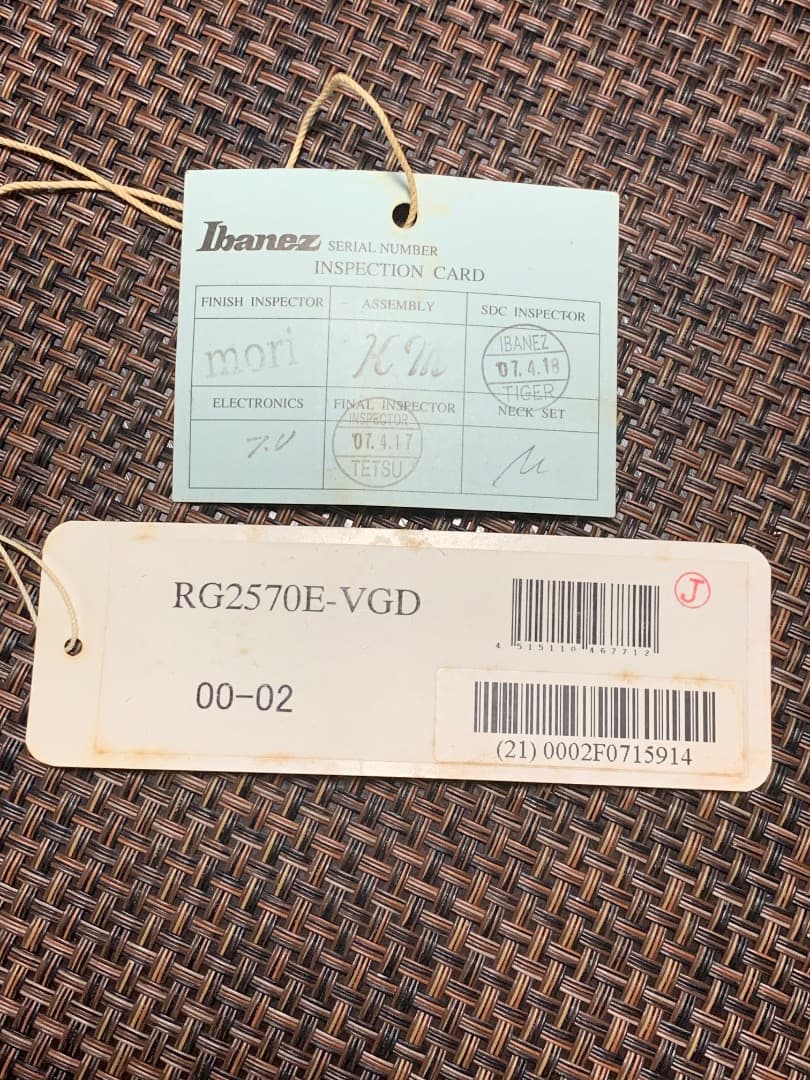 Ibanez SERIAL NUMBER
INSPECTION CARD
FINISH INSPECTOR ASSEMBLY SDC INSPECTOR
mori KM IBANEZ
'07.4.18
TIGER
ELECTRONICS FINAL INSPECTOR NECK SET
T.U INSPECTOR
'07.4.17
TETSU
RG2570E-VGD
J
4 515110 467712
00-02
(21) 0002F0715914